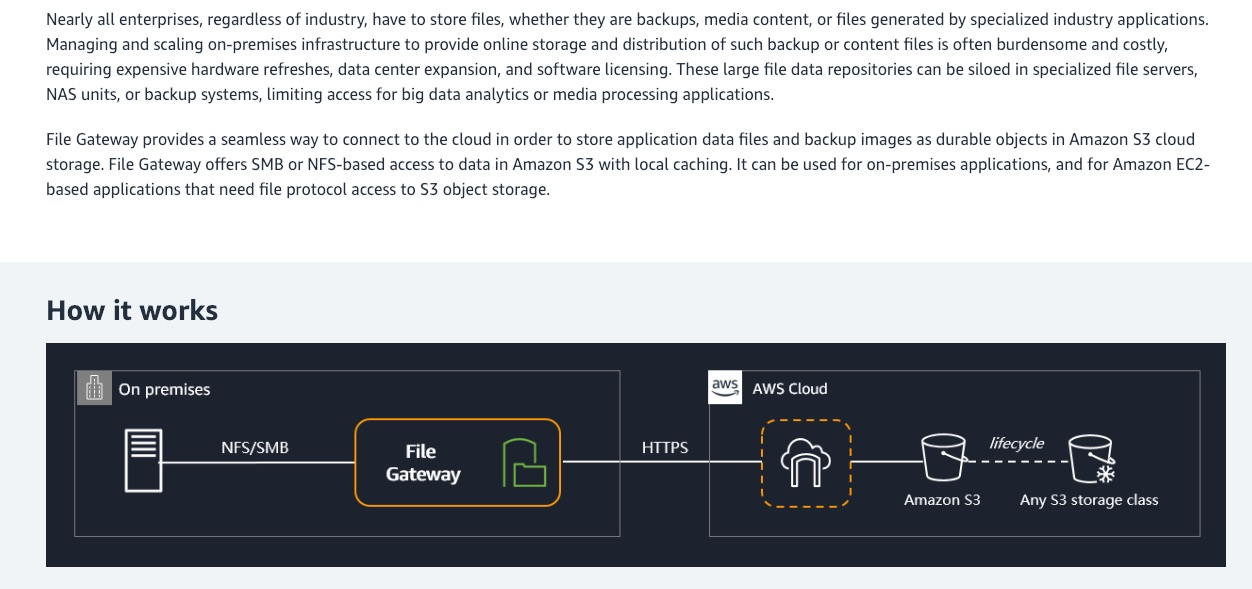 Nearly all enterprises, regardless of industry, have to store files, whether they are backups, media content, or files generated by specialized industry applications.
Managing and scaling on-premises infrastructure to provide online storage and distribution of such backup or content files is often burdensome and costly,
requiring expensive hardware refreshes, data center expansion, and software licensing. These large file data repositories can be siloed in specialized file servers,
NAS units, or backup systems, limiting access for big data analytics or media processing applications.
File Gateway provides a seamless way to connect to the cloud in order to store application data files and backup images as durable objects in Amazon S3 cloud
storage. File Gateway offers SMB or NFS-based access to data in Amazon S3 with local caching. It can be used for on-premises applications, and for Amazon EC2-
based applications that need file protocol access to S3 object storage.
How it works
On premises
aws
AWS Cloud
NFS/SMB
File
Gateway
HTTPS
lifecycle
Amazon S3
Any S3 storage class